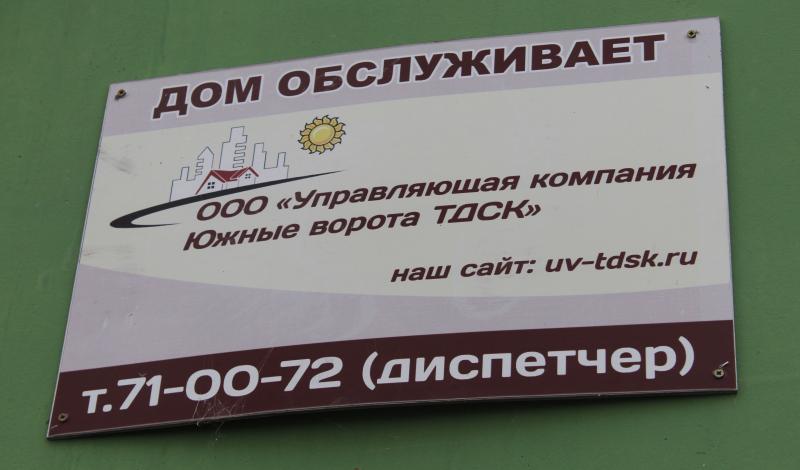 ДОМ ОБСЛУЖИВАЕТ
ООО «Управляющая компания
Южные ворота ТДСК»
наш сайт: uv-tdsk.ru
т.71-00-72 (диспетчер)